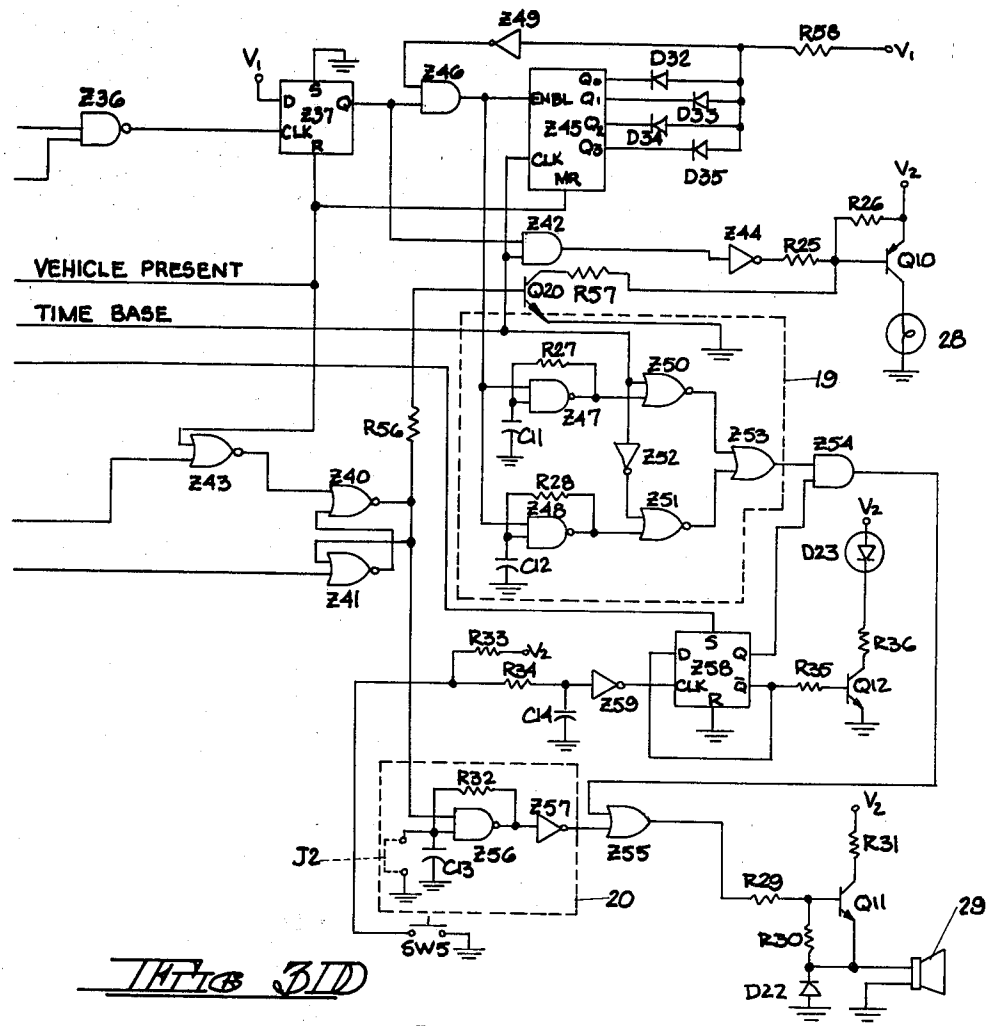 Z49
R58
V1
V1
Z46
D32
Z36
S
D Z37 Q
CLK
R
Q0
ENBL Q1
D33
Z45 Q2
D34
Q3
CLK
MR
D35
V2
R26
Z42
Z44
R25
Q10
VEHICLE PRESENT
Q20
R57
TIME BASE
28
R27
Z50
19
Z47
R56
C11
Z53
Z54
Z52
Z43
Z40
R28
Z48
Z51
V2
D23
C12
Z41
R33
V2
S
D Q
Z58
R36
R34
CLK Q
R35
Z59
R
Q12
C14
R32
Z57
V2
J2
Z56
Z55
R31
C13
R29
Q11
29
20
SW5
R30
D22
FIG 3D